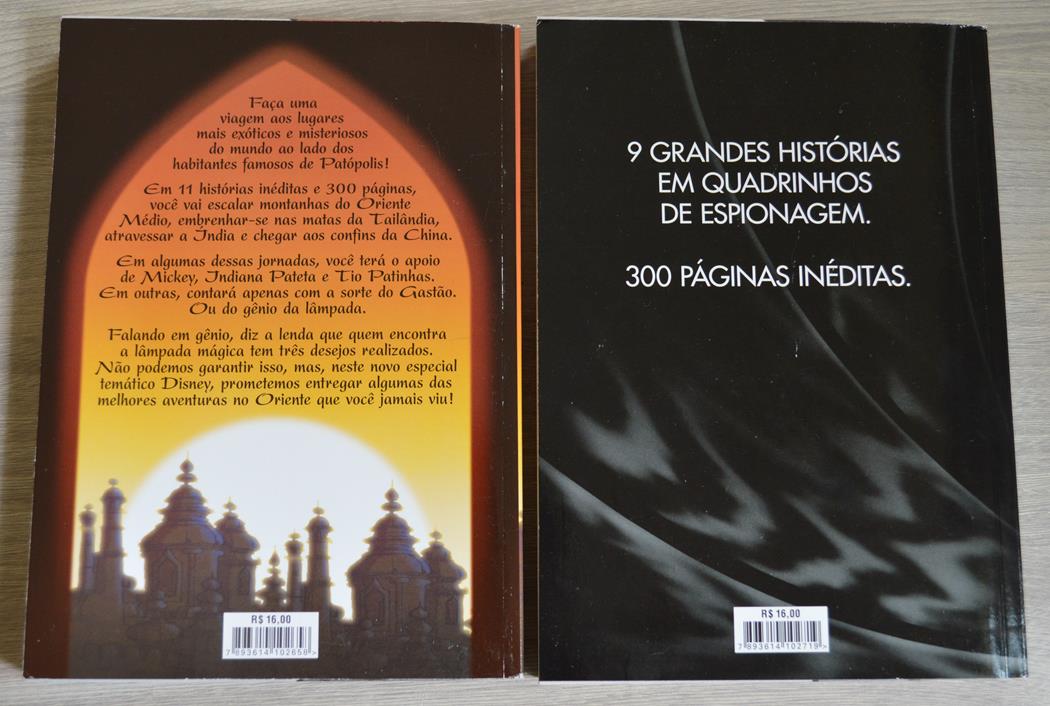 Faça uma
viagem aos lugares
mais exóticos e misteriosos
do mundo ao lado dos
habitantes famosos de Patópolis!
Em 11 histórias inéditas e 300 páginas,
você vai escalar montanhas do Oriente
Médio, embrenhar-se nas matas da Tailândia,
atravessar a Índia e chegar aos confins da China.
Em algumas dessas jornadas, você terá o apoio
de Mickey, Indiana Pateta e Tio Patinhas.
Em outras, contará apenas com a sorte do Gastão.
Ou do gênio da lâmpada.
Falando em gênio, diz a lenda que quem encontra
a lâmpada mágica tem três desejos realizados.
Não podemos garantir isso, mas, neste novo especial
temático Disney, prometemos entregar algumas das
melhores aventuras no Oriente que você jamais viu!
R$ 16,00
7 893614 102658 >
9 GRANDES HISTÓRIAS
EM QUADRINHOS
DE ESPIONAGEM.
300 PÁGINAS INÉDITAS.
R$ 16,00
7 893614 102719 >